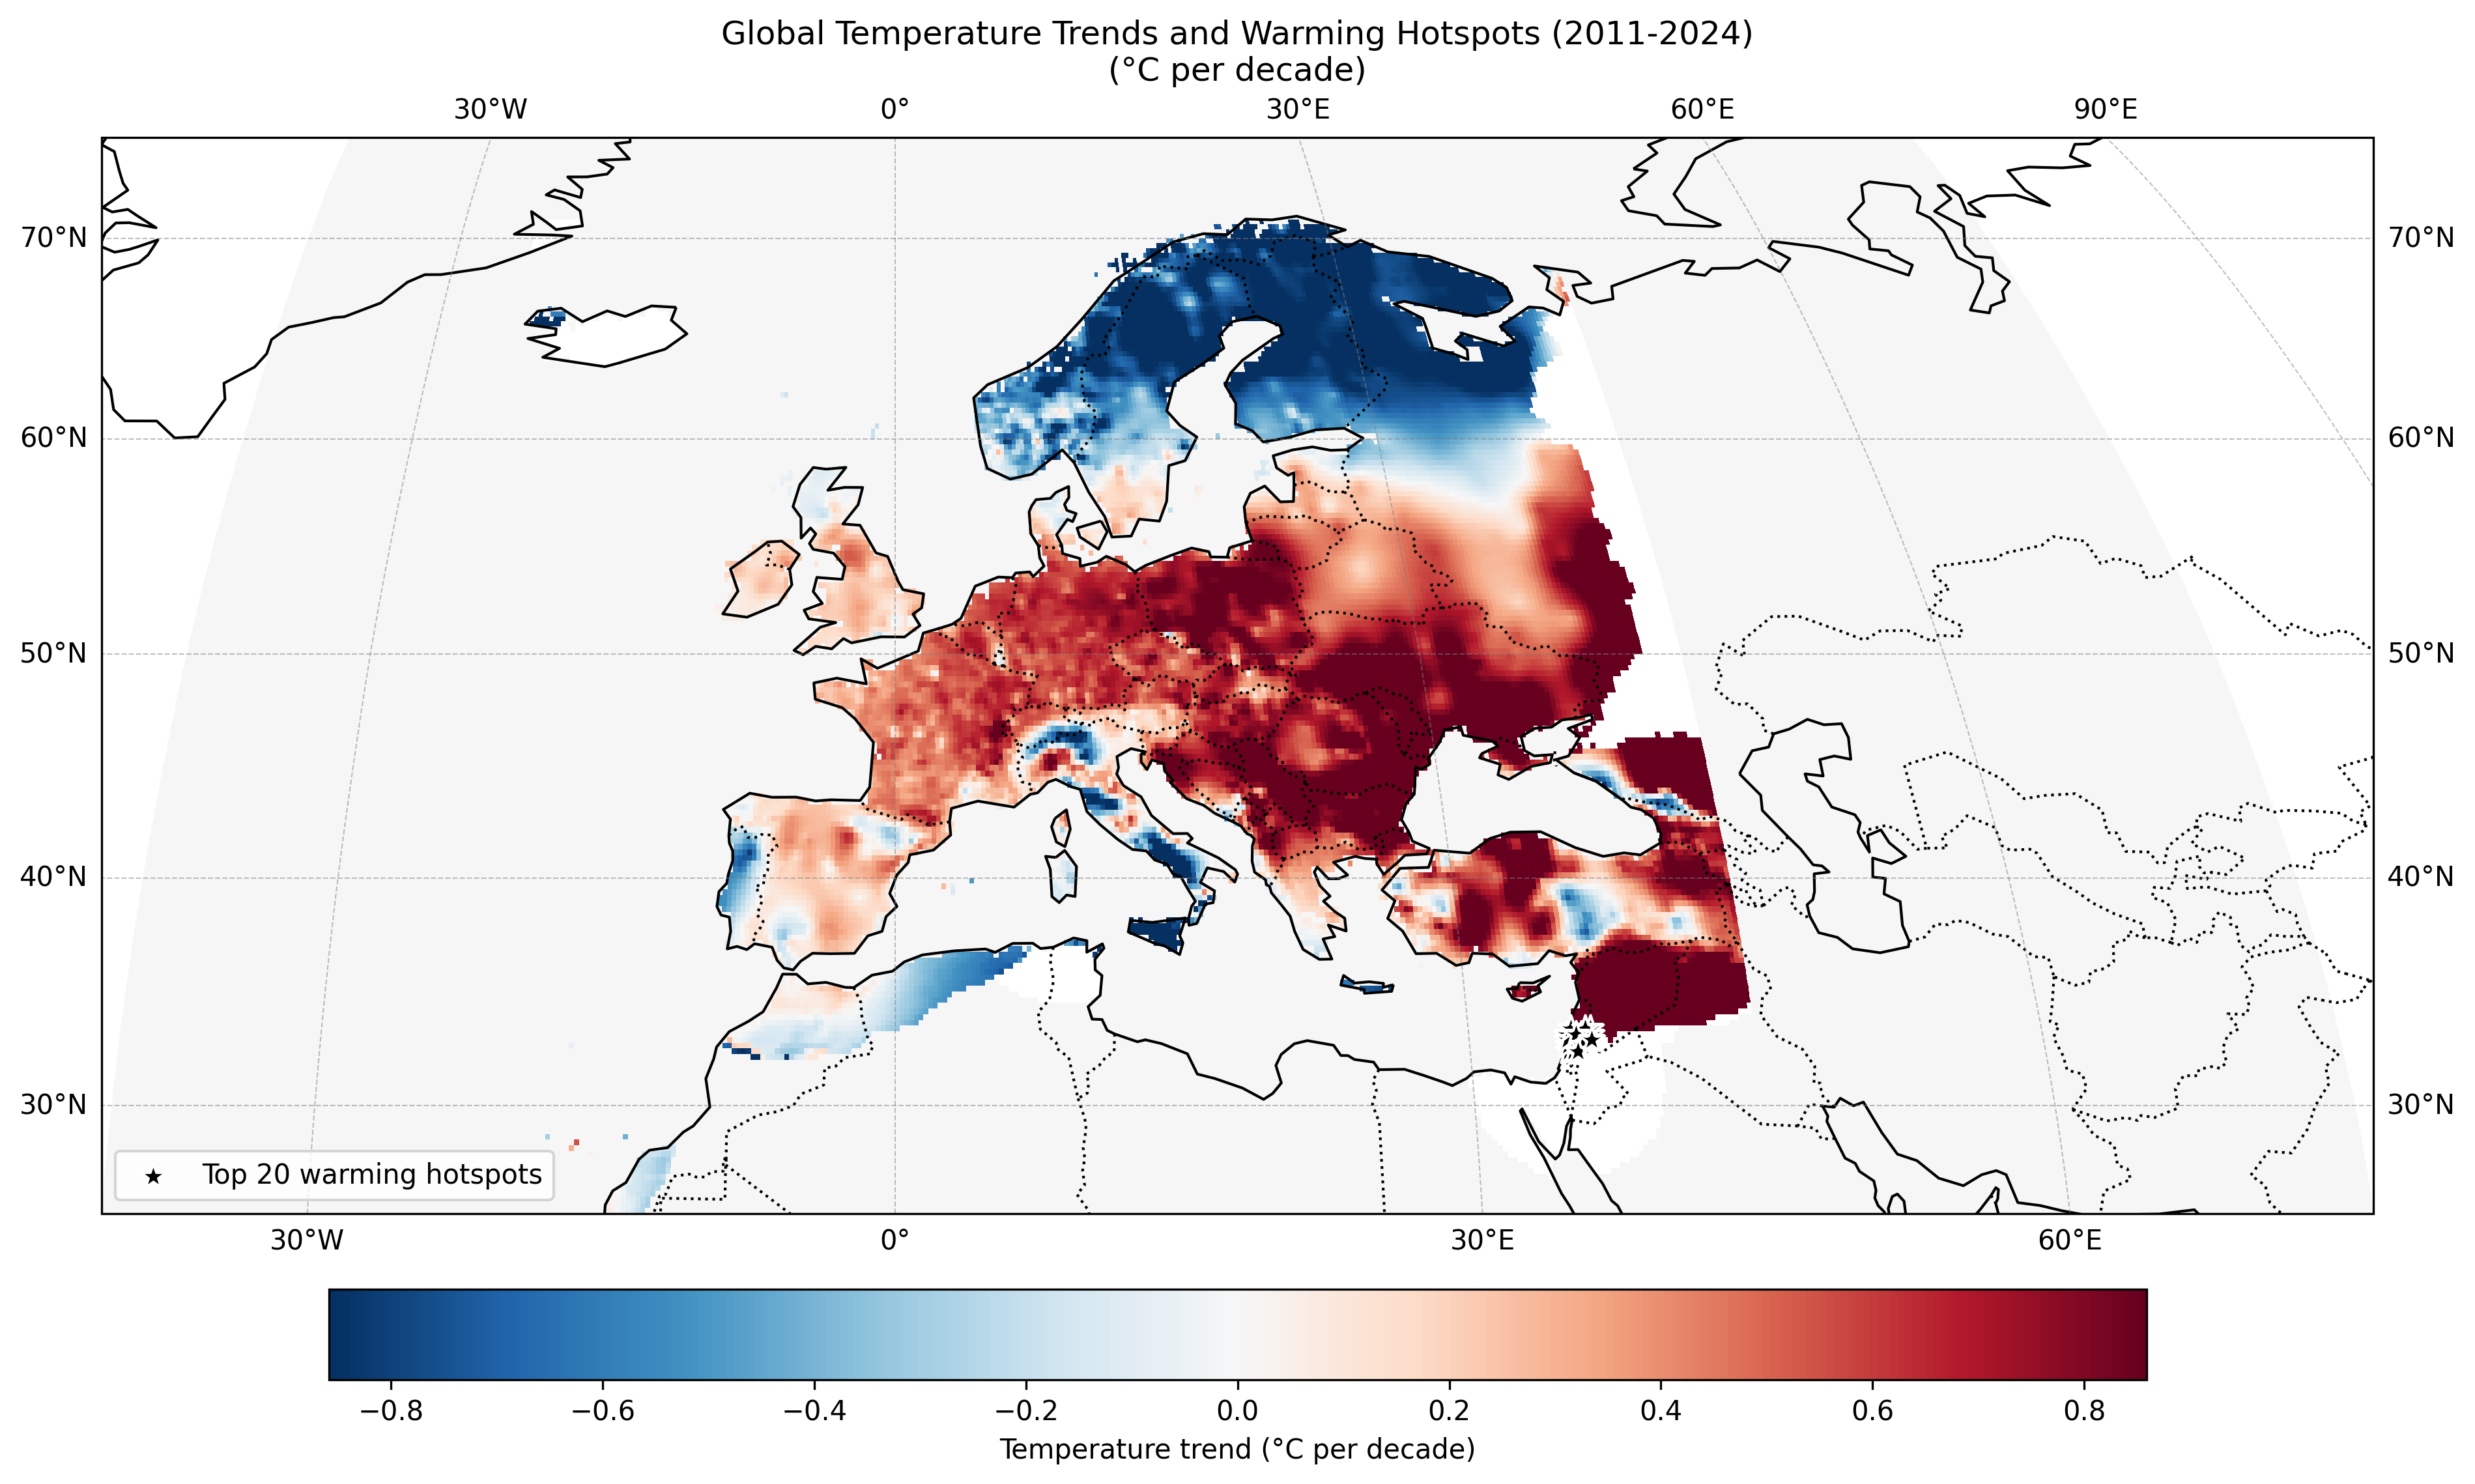 Global Temperature Trends and Warming Hotspots (2011-2024)
(°C per decade)
30°W 0° 30°E 60°E 90°E
70°N 70°N
60°N 60°N
50°N 50°N
40°N 40°N
30°N 30°N
Top 20 warming hotspots
30°W 0° 30°E 60°E
−0.8 −0.6 −0.4 −0.2 0.0 0.2 0.4 0.6 0.8
Temperature trend (°C per decade)